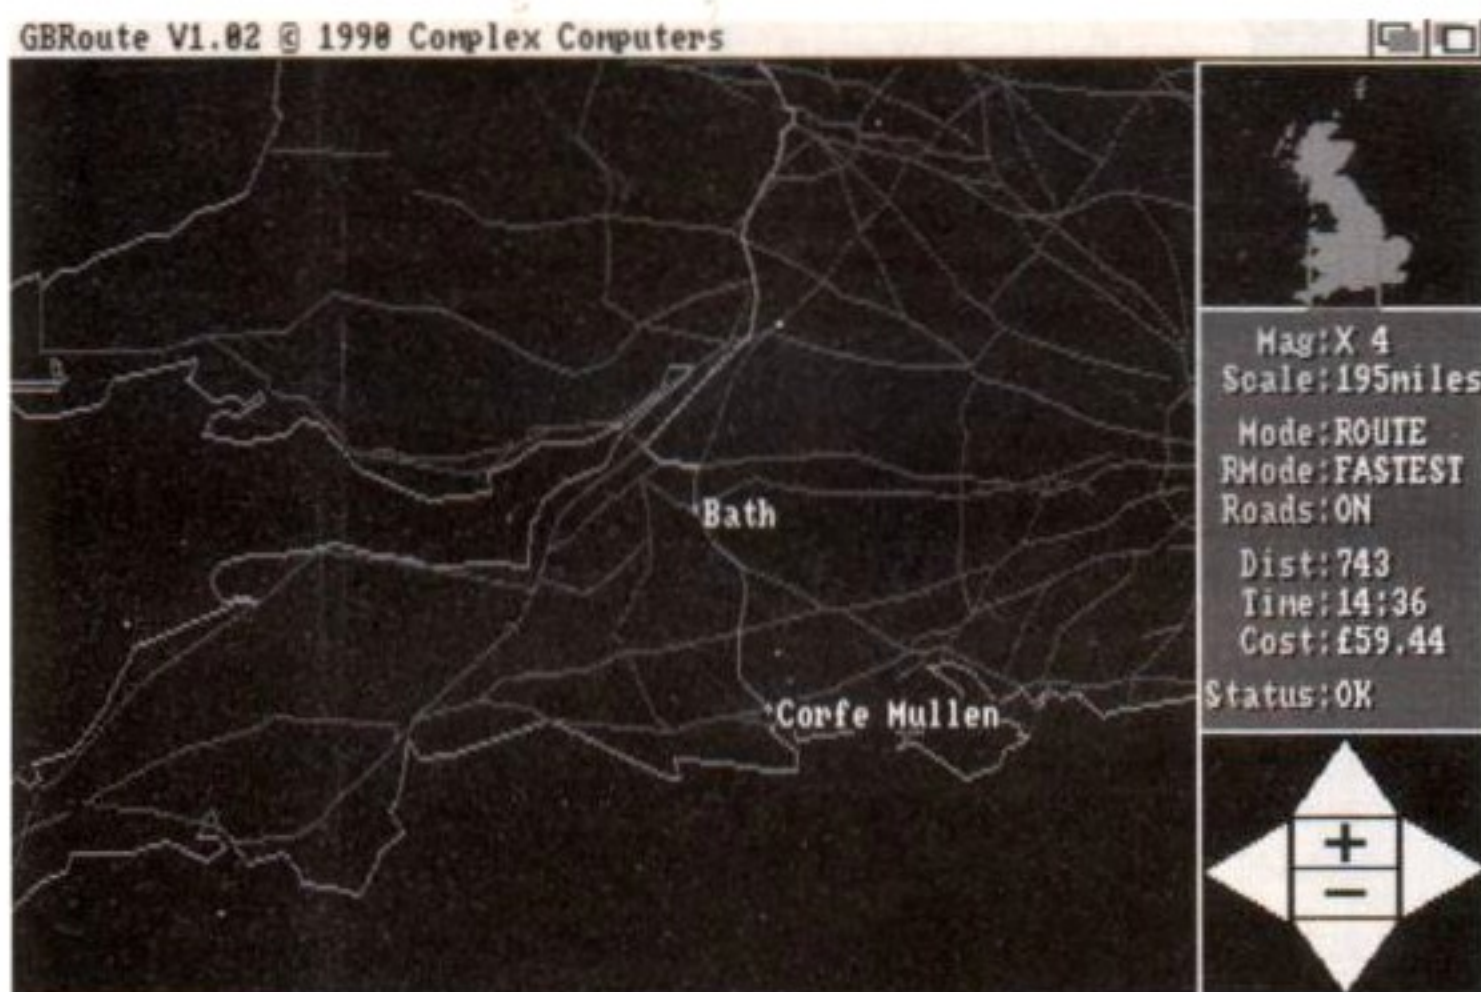 GBRoute V1.02 © 1990 Complex Computers
Mag:X 4
Scale:195miles
Mode:ROUTE
RMode:FASTEST
Roads:ON
Dist:743
Time:14:36
Cost:£59.44
Status:OK
Bath
Corfe Mullen
+
−